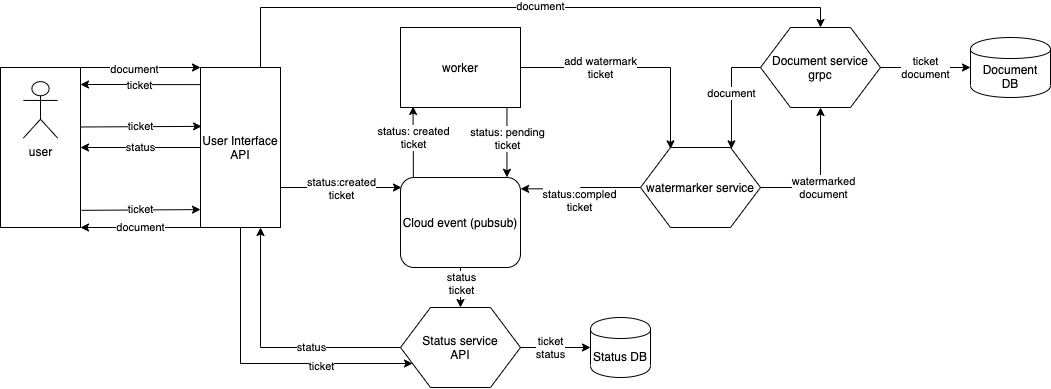 document
worker
add watermark
ticket
Document service
grpc
ticket
document
Document
DB
document
document
ticket
user
ticket
status
User Interface
API
status: created
ticket
status: pending
ticket
status:created
ticket
Cloud event (pubsub)
status:compled
ticket
watermarker service
watermarked
document
ticket
document
status
ticket
Status service
API
ticket
status
Status DB
status
ticket